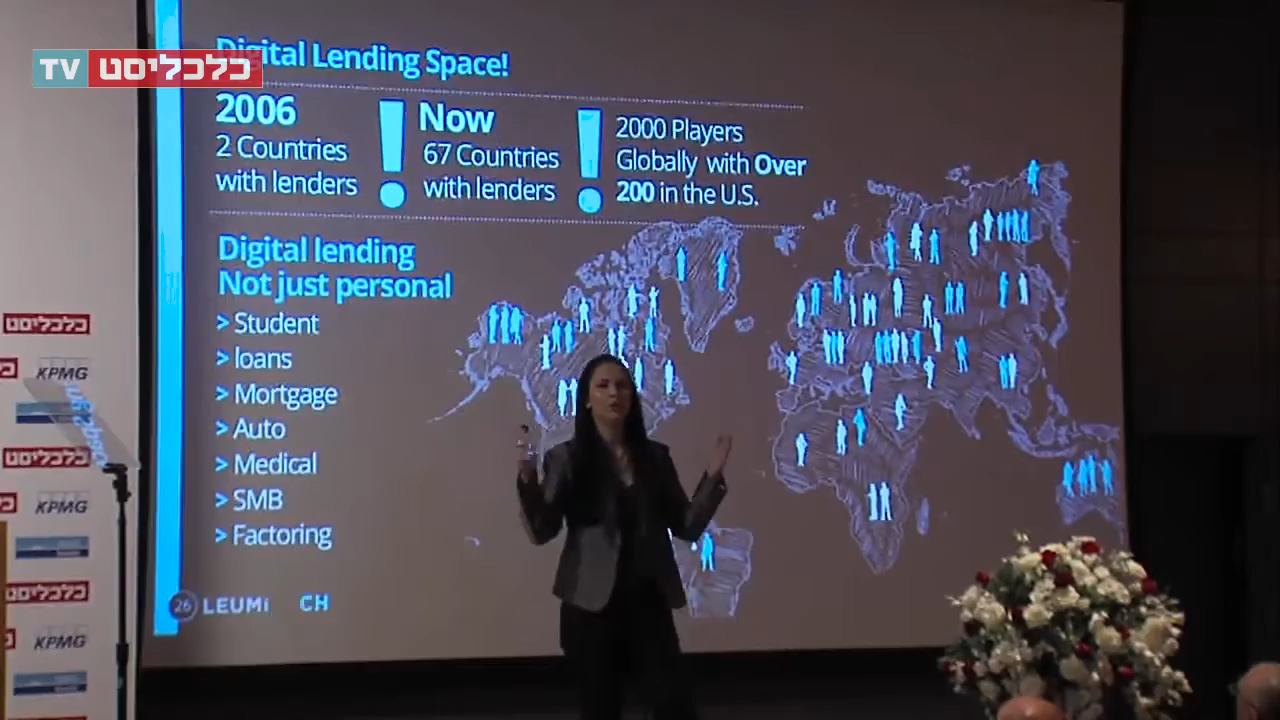 TV כלכליסט
Digital Lending Space!
2006
2 Countries
with lenders
Now
67 Countries
with lenders
2000 Players
Globally with Over
200 in the U.S.
Digital lending
Not just personal
> Student
> loans
> Mortgage
> Auto
> Medical
> SMB
> Factoring
26 LEUMi CH
כלכליסט
KPMG
כלכליסט
KPMG
כלכליסט
KPMG